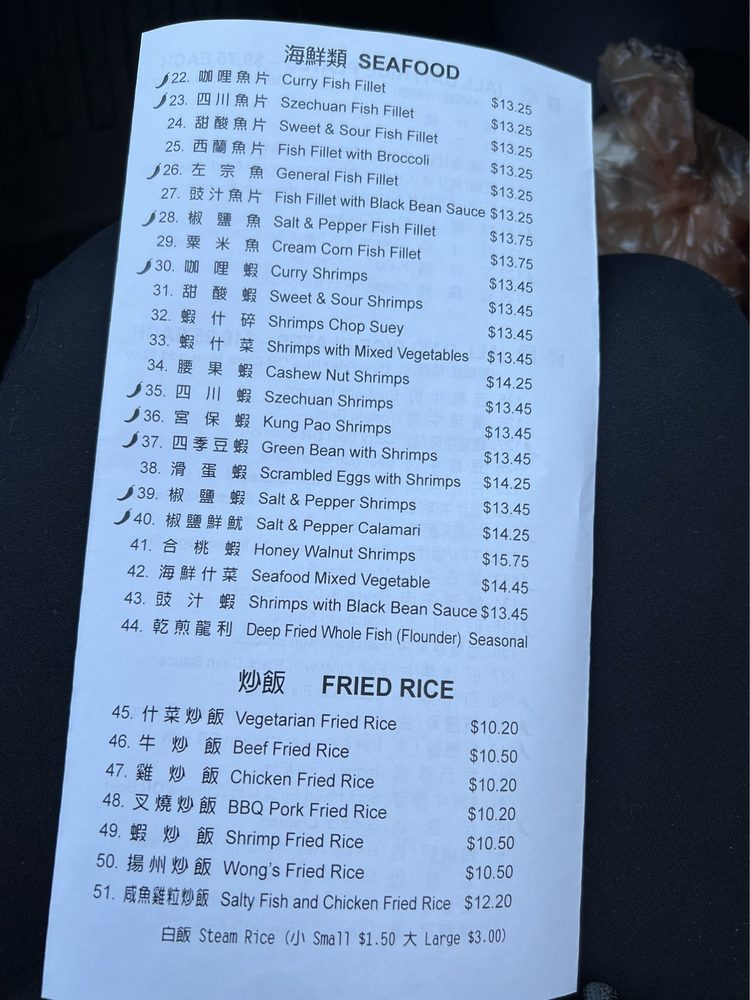 海鮮類 SEAFOOD
22. 咖哩魚片 Curry Fish Fillet $13.25
23. 四川魚片 Szechuan Fish Fillet $13.25
24. 甜酸魚片 Sweet & Sour Fish Fillet $13.25
25. 西蘭魚片 Fish Fillet with Broccoli $13.25
26. 左宗魚 General Fish Fillet $13.25
27. 豉汁魚片 Fish Fillet with Black Bean Sauce $13.25
28. 椒鹽魚 Salt & Pepper Fish Fillet $13.75
29. 粟米魚 Cream Corn Fish Fillet $13.75
30. 咖哩蝦 Curry Shrimps $13.45
31. 甜酸蝦 Sweet & Sour Shrimps $13.45
32. 蝦什碎 Shrimps Chop Suey $13.45
33. 蝦什菜 Shrimps with Mixed Vegetables $13.45
34. 腰果蝦 Cashew Nut Shrimps $14.25
35. 四川蝦 Szechuan Shrimps $13.45
36. 宮保蝦 Kung Pao Shrimps $13.45
37. 四季豆蝦 Green Bean with Shrimps $13.45
38. 滑蛋蝦 Scrambled Eggs with Shrimps $14.25
39. 椒鹽蝦 Salt & Pepper Shrimps $13.45
40. 椒鹽鮮魷 Salt & Pepper Calamari $14.25
41. 合桃蝦 Honey Walnut Shrimps $15.75
42. 海鮮什菜 Seafood Mixed Vegetable $14.45
43. 豉汁蝦 Shrimps with Black Bean Sauce $13.45
44. 乾煎龍利 Deep Fried Whole Fish (Flounder) Seasonal
炒飯 FRIED RICE
45. 什菜炒飯 Vegetarian Fried Rice $10.20
46. 牛炒飯 Beef Fried Rice $10.50
47. 雞炒飯 Chicken Fried Rice $10.20
48. 叉燒炒飯 BBQ Pork Fried Rice $10.20
49. 蝦炒飯 Shrimp Fried Rice $10.50
50. 揚州炒飯 Wong's Fried Rice $10.50
51. 咸魚雞粒炒飯 Salty Fish and Chicken Fried Rice $12.20
白飯 Steam Rice (小 Small $1.50 大 Large $3.00)